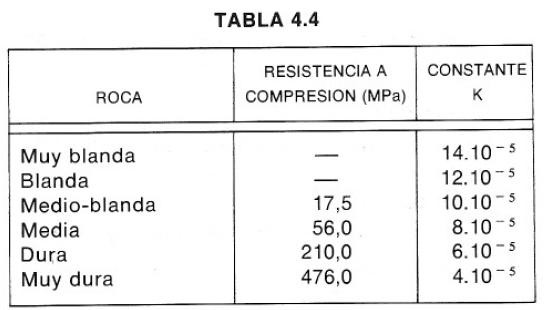 TABLA 4.4
ROCA RESISTENCIA A COMPRESION (MPa) CONSTANTE K
Muy blanda — 14.10⁻⁵
Blanda — 12.10⁻⁵
Medio-blanda 17,5 10.10⁻⁵
Media 56,0 8.10⁻⁵
Dura 210,0 6.10⁻⁵
Muy dura 476,0 4.10⁻⁵